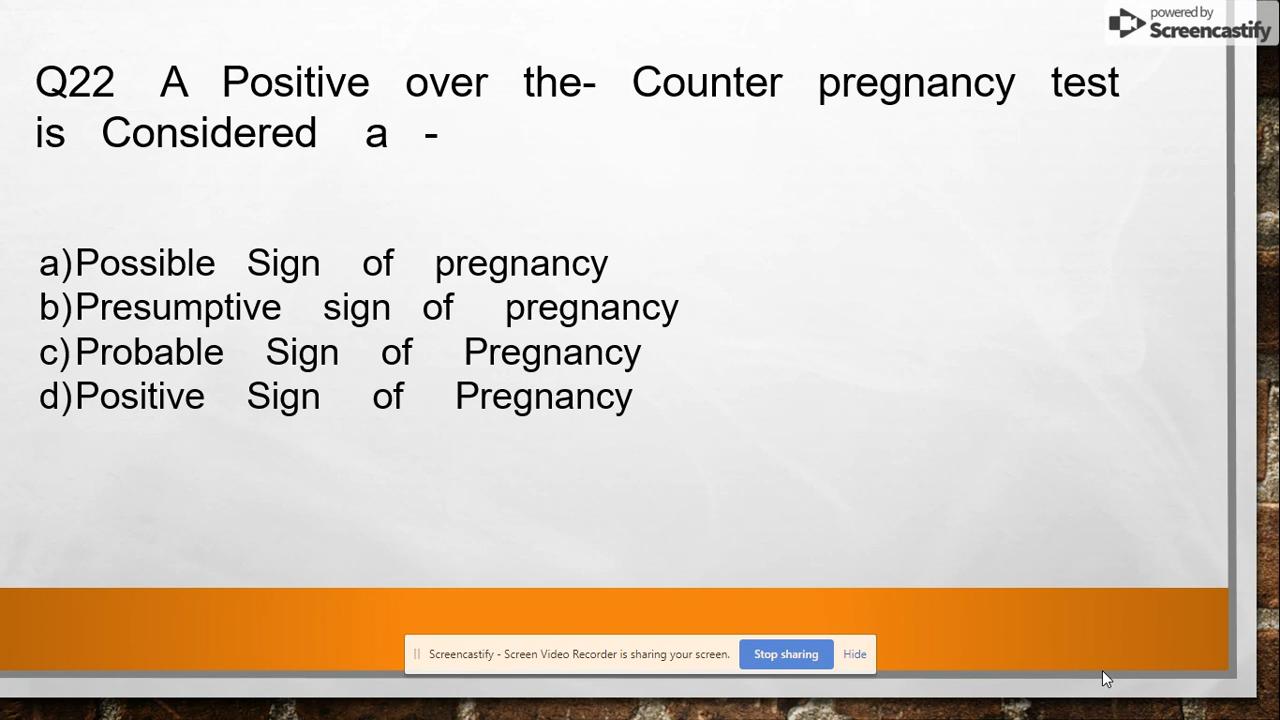 powered by
Screencastify
Q22 A Positive over the- Counter pregnancy test
is Considered a -
a)Possible Sign of pregnancy
b)Presumptive sign of pregnancy
c)Probable Sign of Pregnancy
d)Positive Sign of Pregnancy
Screencastify - Screen Video Recorder is sharing your screen. Stop sharing Hide